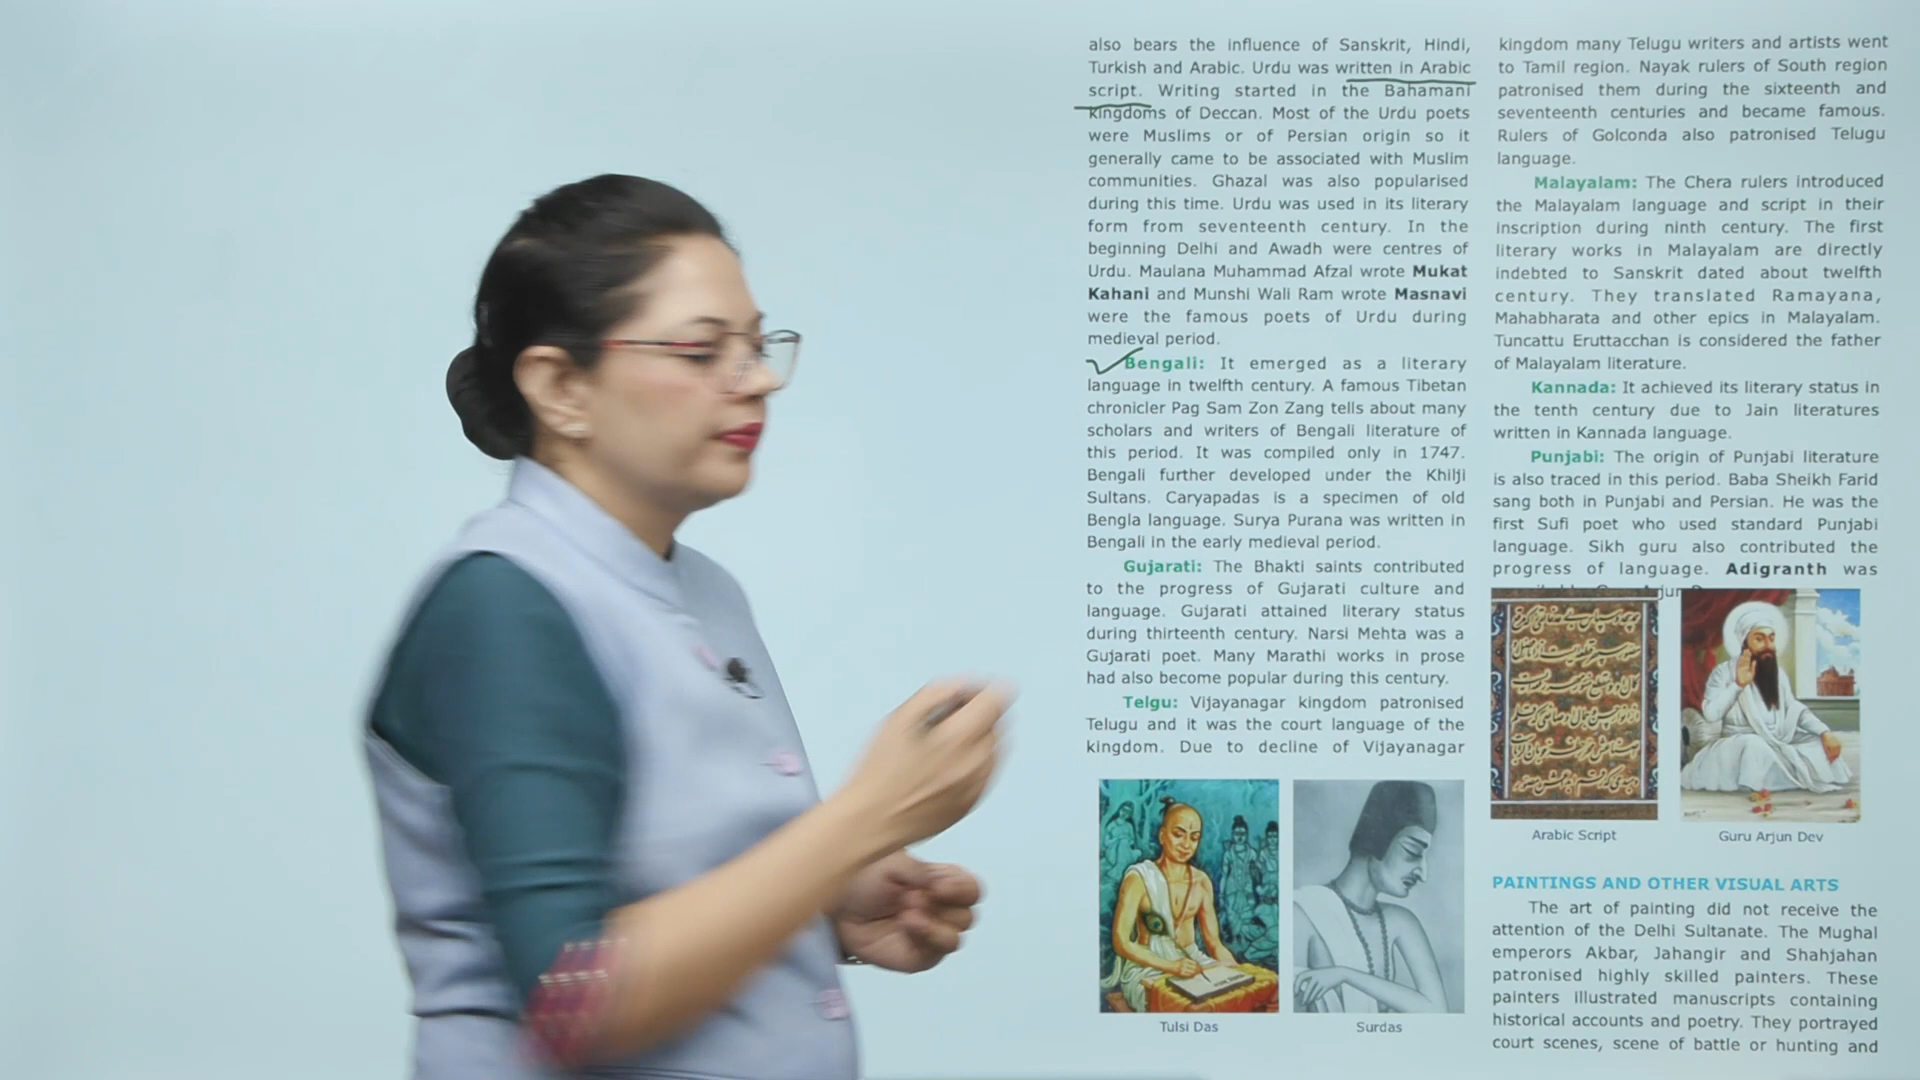 also bears the influence of Sanskrit, Hindi,
Turkish and Arabic. Urdu was written in Arabic
script. Writing started in the Bahamani
kingdoms of Deccan. Most of the Urdu poets
were Muslims or of Persian origin so it
generally came to be associated with Muslim
communities. Ghazal was also popularised
during this time. Urdu was used in its literary
form from seventeenth century. In the
beginning Delhi and Awadh were centres of
Urdu. Maulana Muhammad Afzal wrote Mukat
Kahani and Munshi Wali Ram wrote Masnavi
were the famous poets of Urdu during
medieval period.
Bengali: It emerged as a literary
language in twelfth century. A famous Tibetan
chronicler Pag Sam Zon Zang tells about many
scholars and writers of Bengali literature of
this period. It was compiled only in 1747.
Bengali further developed under the Khilji
Sultans. Caryapadas is a specimen of old
Bengla language. Surya Purana was written in
Bengali in the early medieval period.
Gujarati: The Bhakti saints contributed
to the progress of Gujarati culture and
language. Gujarati attained literary status
during thirteenth century. Narsi Mehta was a
Gujarati poet. Many Marathi works in prose
had also become popular during this century.
Telgu: Vijayanagar kingdom patronised
Telugu and it was the court language of the
kingdom. Due to decline of Vijayanagar
Tulsi Das
Surdas
kingdom many Telugu writers and artists went
to Tamil region. Nayak rulers of South region
patronised them during the sixteenth and
seventeenth centuries and became famous.
Rulers of Golconda also patronised Telugu
language.
Malayalam: The Chera rulers introduced
the Malayalam language and script in their
inscription during ninth century. The first
literary works in Malayalam are directly
indebted to Sanskrit dated about twelfth
century. They translated Ramayana,
Mahabharata and other epics in Malayalam.
Tuncattu Eruttacchan is considered the father
of Malayalam literature.
Kannada: It achieved its literary status in
the tenth century due to Jain literatures
written in Kannada language.
Punjabi: The origin of Punjabi literature
is also traced in this period. Baba Sheikh Farid
sang both in Punjabi and Persian. He was the
first Sufi poet who used standard Punjabi
language. Sikh guru also contributed the
progress of language. Adigranth was
Arabic Script
Guru Arjun Dev
PAINTINGS AND OTHER VISUAL ARTS
The art of painting did not receive the
attention of the Delhi Sultanate. The Mughal
emperors Akbar, Jahangir and Shahjahan
patronised highly skilled painters. These
painters illustrated manuscripts containing
historical accounts and poetry. They portrayed
court scenes, scene of battle or hunting and